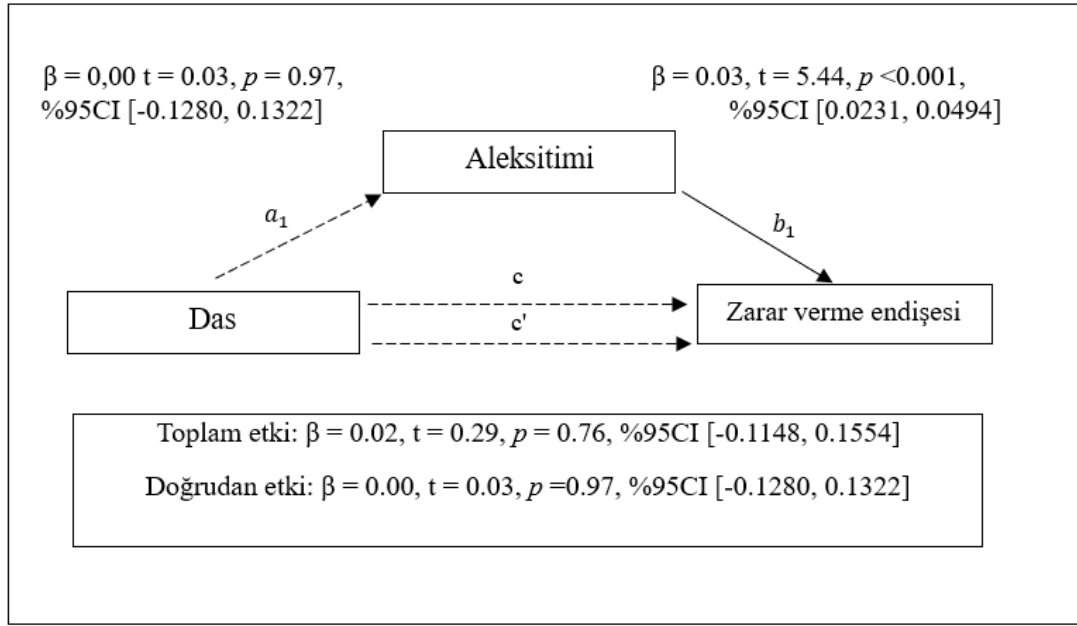 β = 0,00 t = 0.03, p = 0.97,
%95CI [-0.1280, 0.1322]
β = 0.03, t = 5.44, p <0.001,
%95CI [0.0231, 0.0494]
Aleksitimi
a₁
b₁
c
Das
c'
Zarar verme endişesi
Toplam etki: β = 0.02, t = 0.29, p = 0.76, %95CI [-0.1148, 0.1554]
Doğrudan etki: β = 0.00, t = 0.03, p =0.97, %95CI [-0.1280, 0.1322]